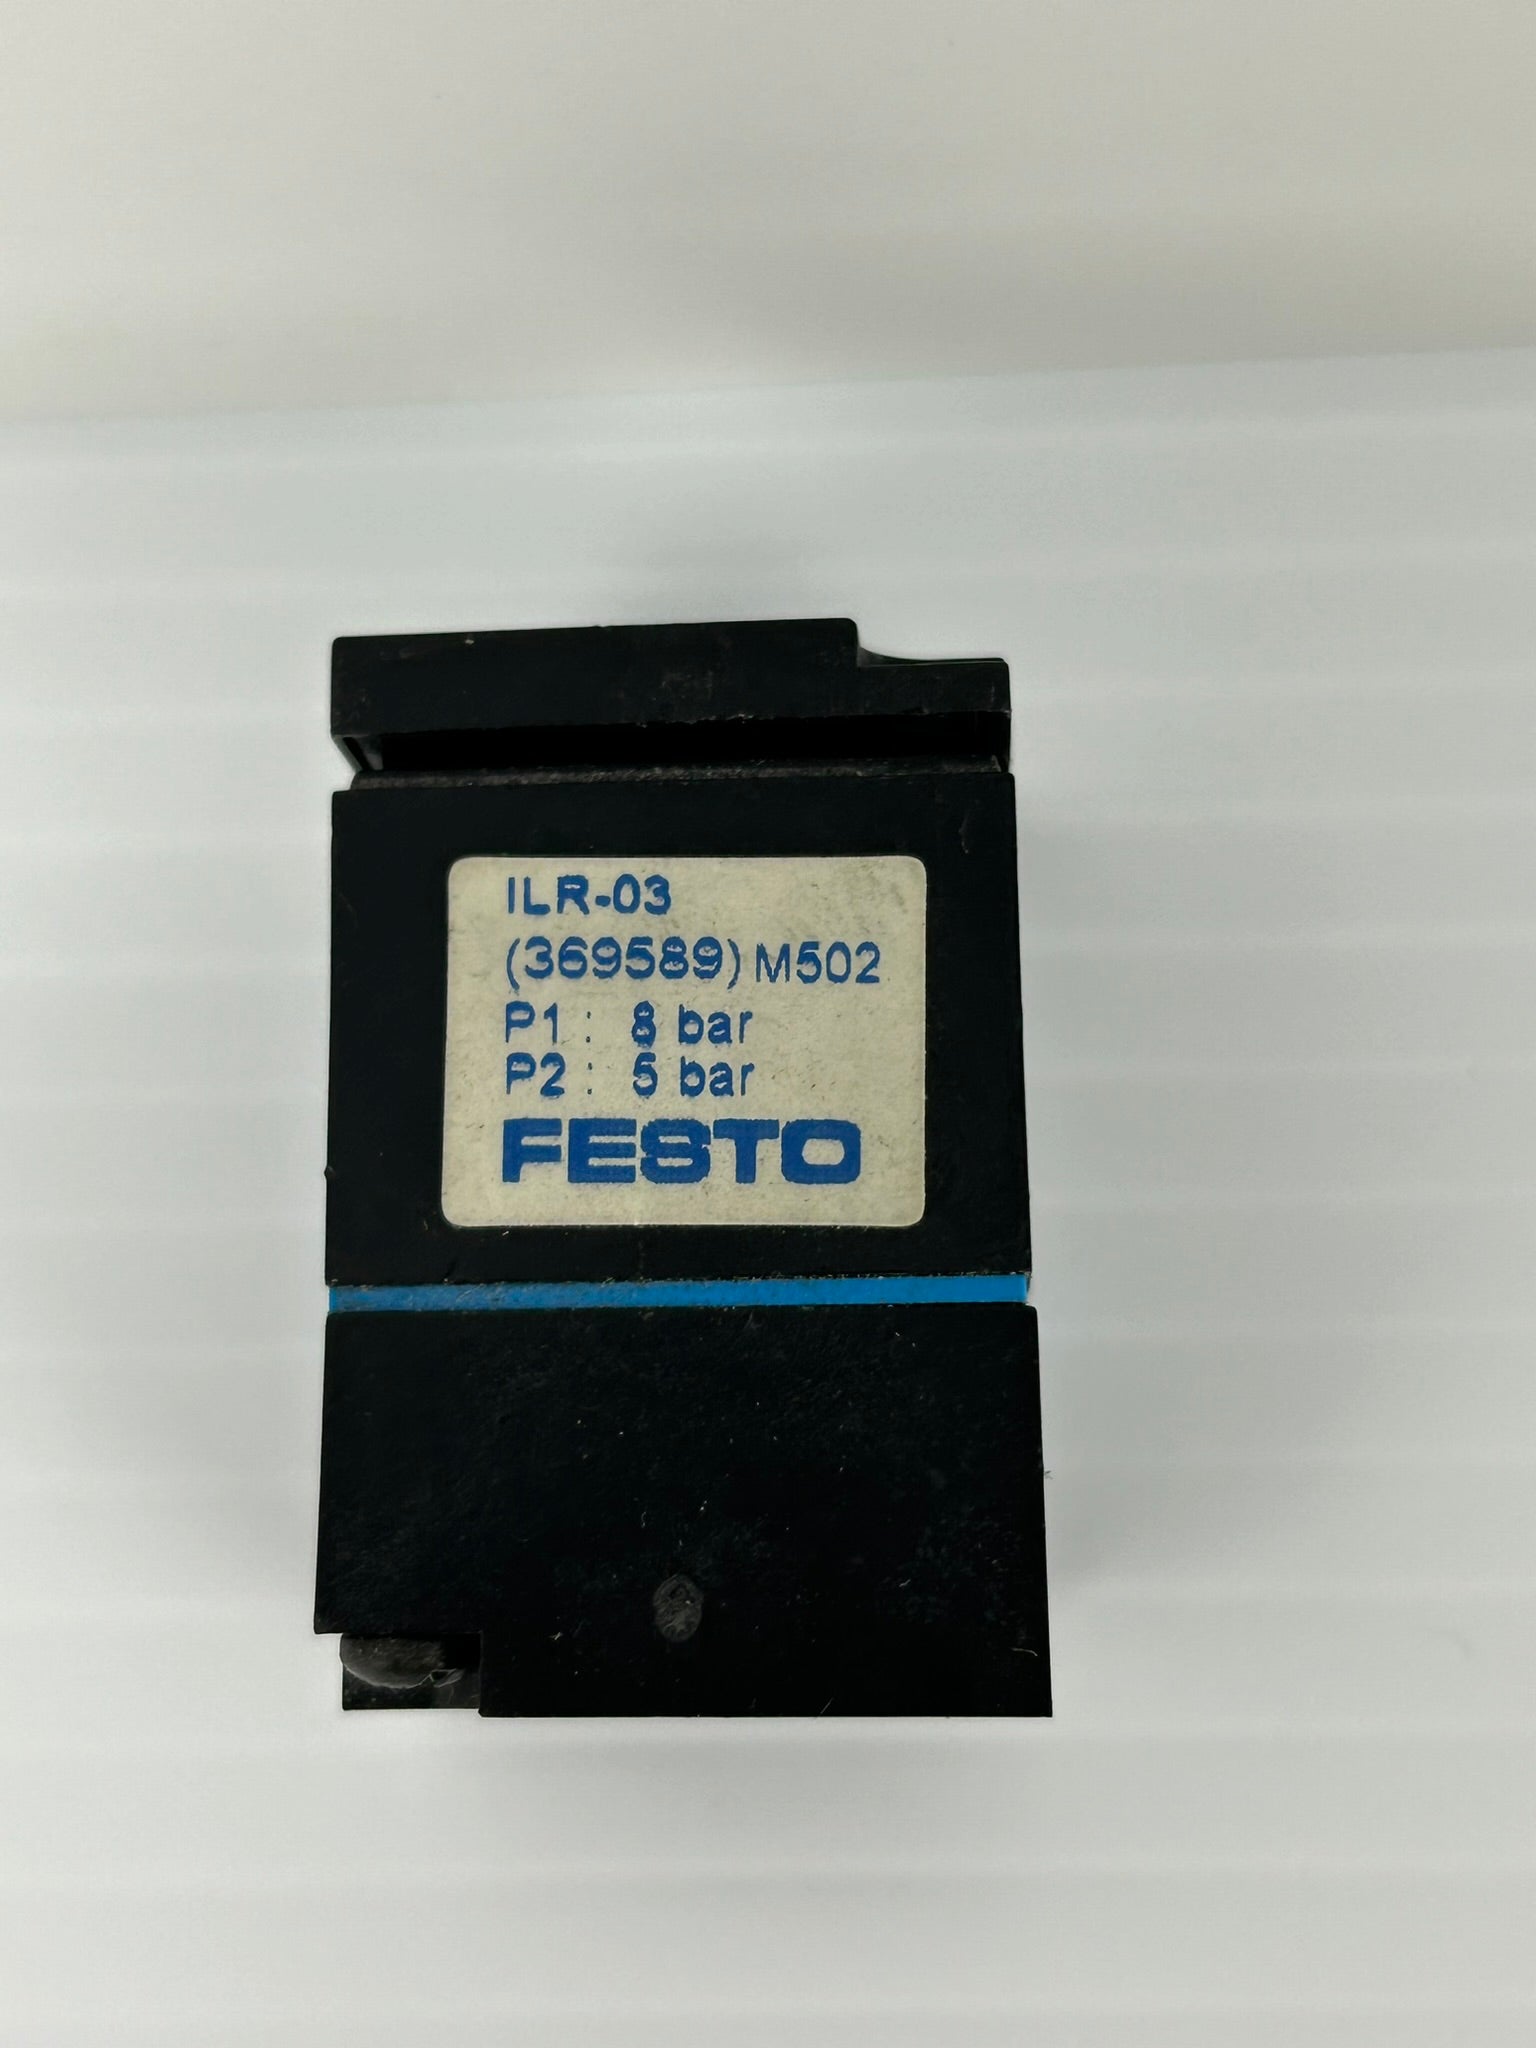 ILR-03
(369589) M502
P1 : 8 bar
P2 : 5 bar
FESTO